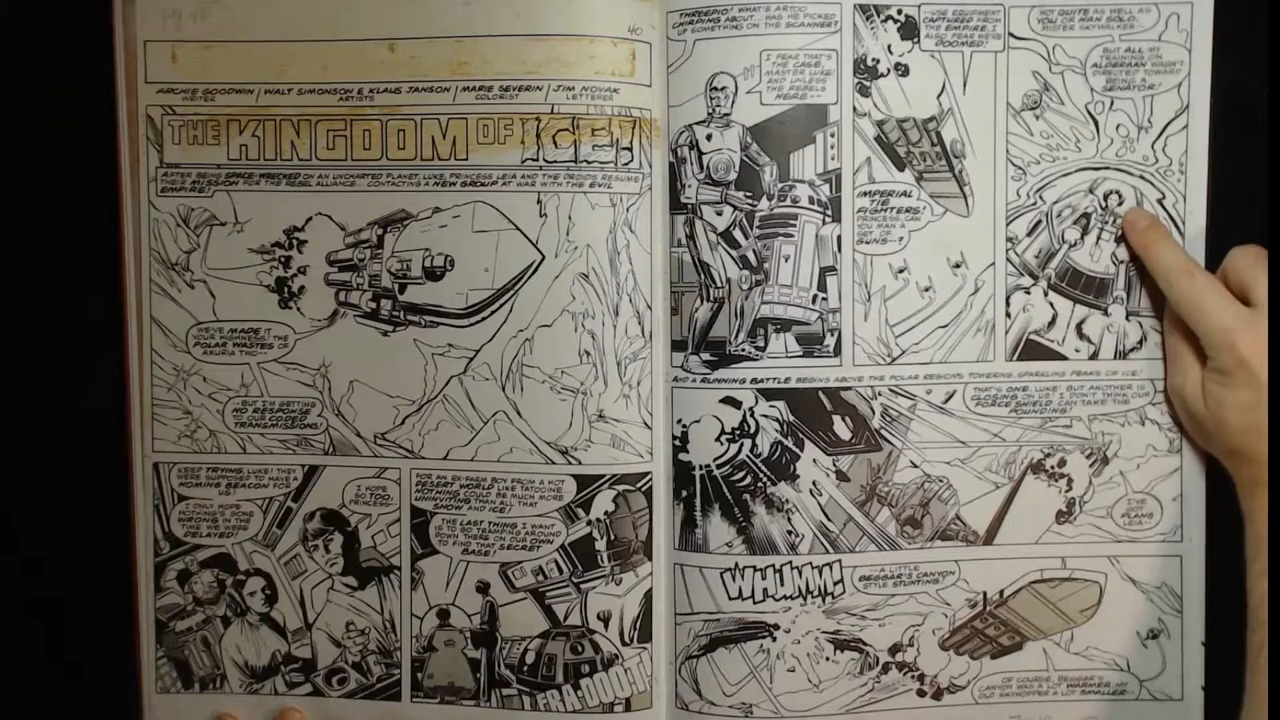 40
ARCHIE GOODWIN
WRITER
WALT SIMONSON & KLAUS JANSON
ARTISTS
MARIE SEVERIN
COLORIST
JIM NOVAK
LETTERER
THE KINGDOM OF ICE!
AFTER BEING SPACE-WRECKED ON AN UNCHARTED PLANET, LUKE, PRINCESS LEIA AND THE DROIDS RESUME
THEIR MISSION FOR THE REBEL ALLIANCE... CONTACTING A NEW GROUP AT WAR WITH THE EVIL
EMPIRE!
WE'VE MADE IT
YOUR HIGHNESS! THE
POLAR WASTES OF
AKURIA TWO--
--BUT I'M GETTING
NO RESPONSE
TO OUR CODED
TRANSMISSIONS!
KEEP TRYING, LUKE! THEY
WERE SUPPOSED TO HAVE A
HOMING BEACON FOR
US!
I ONLY HOPE
NOTHING'S GONE
WRONG IN THE
TIME WE WERE
DELAYED!
I HOPE
SO TOO,
PRINCESS--
FOR AN EX-FARM BOY FROM A HOT
DESERT WORLD LIKE TATOOINE...
NOTHING COULD BE MUCH MORE
UNINVITING THAN ALL THAT
SNOW AND ICE!
THE LAST THING I WANT
IS TO GO TRAMPING AROUND
DOWN THERE ON OUR OWN
TO FIND THAT SECRET
BASE!
THREEPIO! WHAT'S ARTOO
CHIRPING ABOUT... HAS HE PICKED
UP SOMETHING ON THE SCANNER?
I FEAR THAT'S
THE CASE,
MASTER LUKE!
AND UNLESS
THE REBELS
HERE--
--USE EQUIPMENT
CAPTURED FROM
THE EMPIRE, I
ALSO FEAR WE'RE
DOOMED!
IMPERIAL
TIE
FIGHTERS!
PRINCESS, CAN
YOU MAN A
SET OF
GUNS--?
NOT QUITE AS WELL AS
YOU OR HAN SOLO,
MISTER SKYWALKER--
BUT ALL MY
TRAINING ON
ALDERAAN WASN'T
DIRECTED TOWARD
BEING A
SENATOR!
AND A RUNNING BATTLE BEGINS ABOVE THE POLAR REGION'S TOWERING, SPARKLING PEAKS OF ICE!
THAT'S ONE, LUKE! BUT ANOTHER IS
CLOSING ON US! I DON'T THINK OUR
FORCE SHIELD CAN TAKE THE
POUNDING!
I'VE
GOT
PLANS
LEIA--
WHUMM!
--A LITTLE
BEGGAR'S CANYON
STYLE STUNTING!
OF COURSE, BEGGAR'S
CANYON WAS A LOT WARMER, MY
OLD SKYHOPPER A LOT SMALLER--